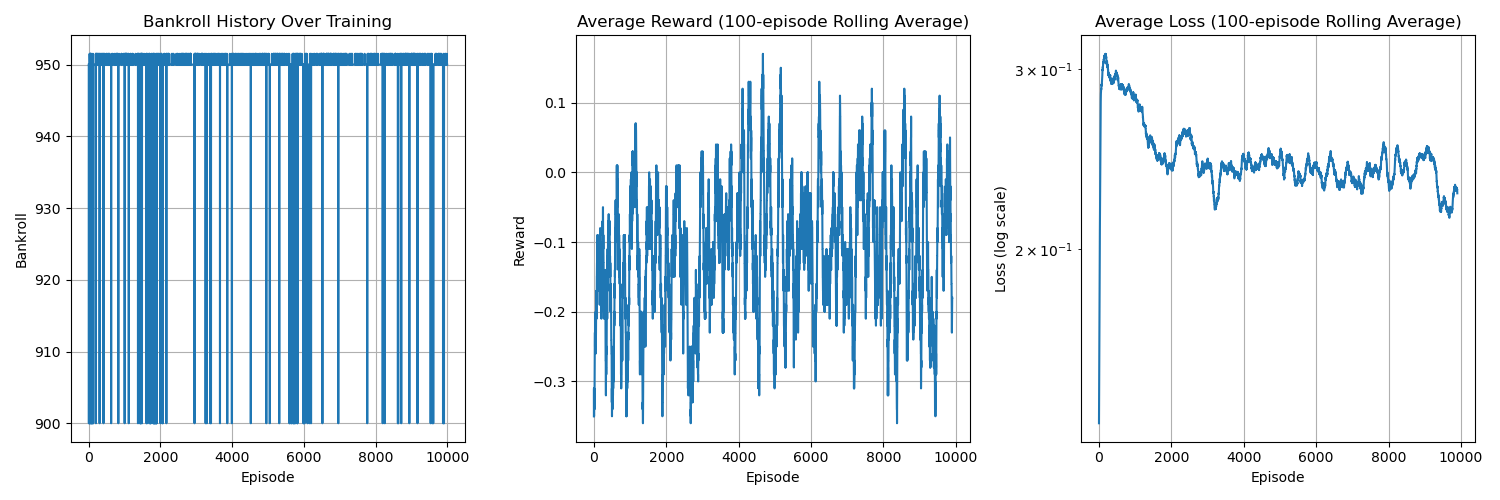 Bankroll History Over Training
Bankroll
950
940
930
920
910
900
0 2000 4000 6000 8000 10000
Episode
Average Reward (100-episode Rolling Average)
Reward
0.1
0.0
−0.1
−0.2
−0.3
0 2000 4000 6000 8000 10000
Episode
Average Loss (100-episode Rolling Average)
Loss (log scale)
3 × 10⁻¹
2 × 10⁻¹
0 2000 4000 6000 8000 10000
Episode